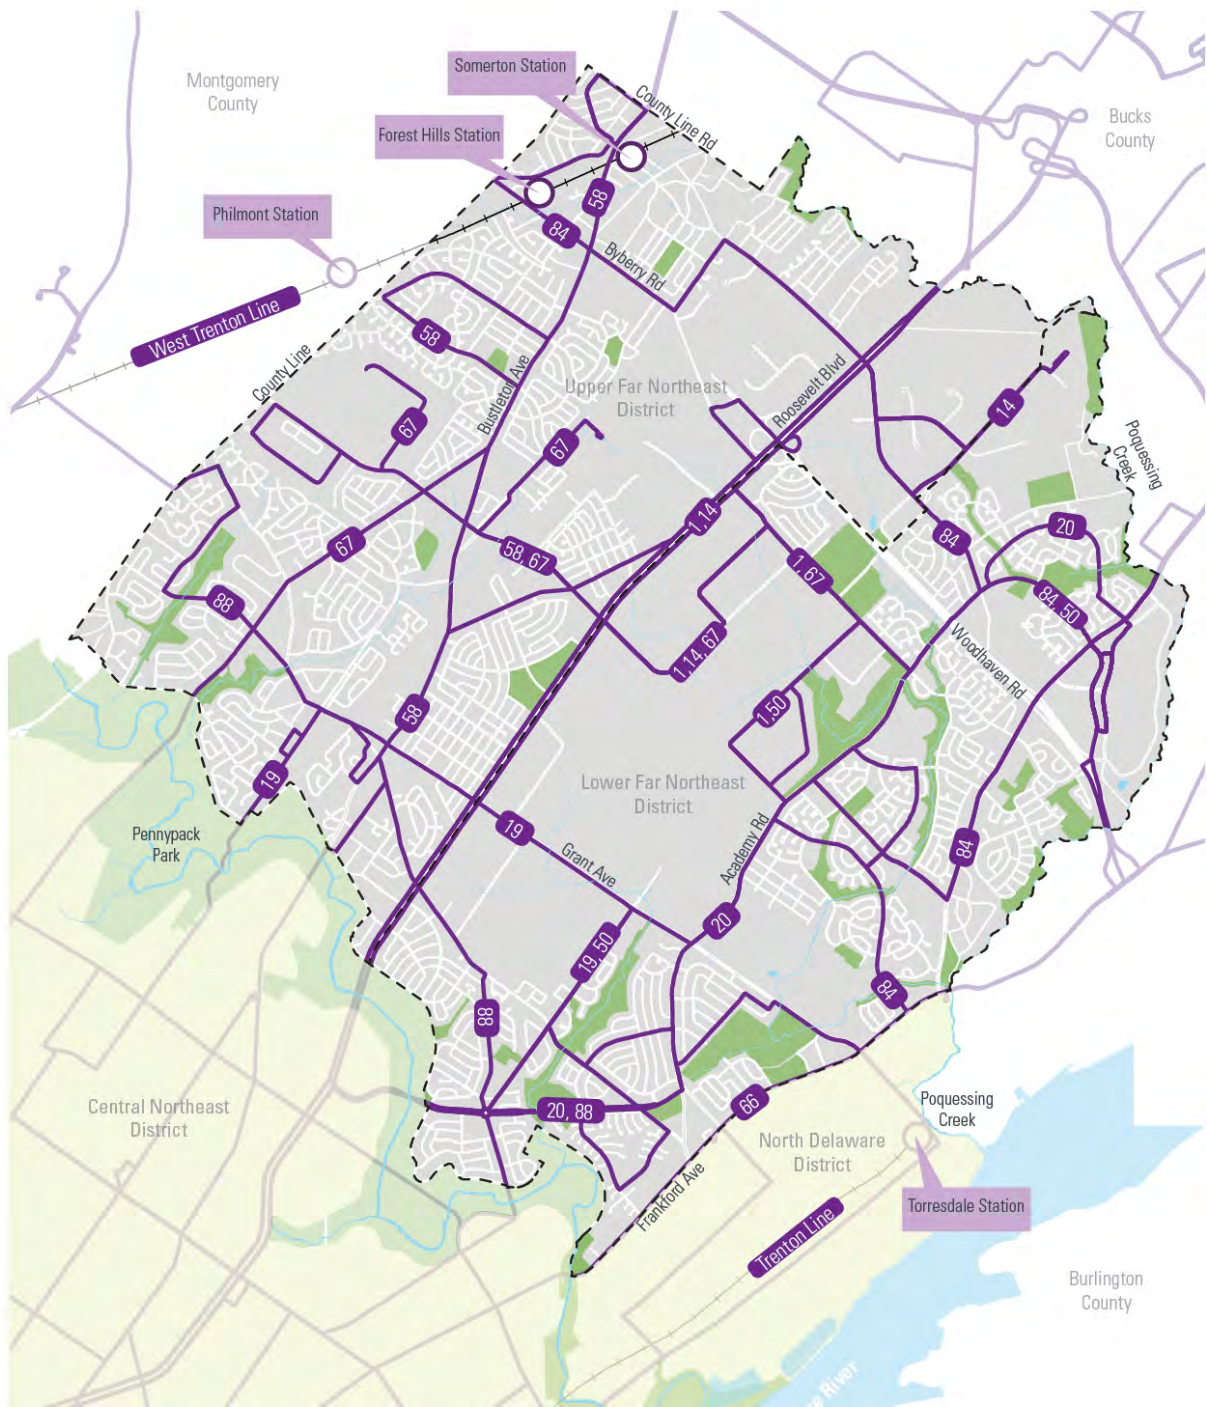 Somerton Station
Montgomery
County
County Line Rd
Bucks
County
Forest Hills Station
58
Philmont Station
84
Byberry Rd
West Trenton Line
58
County Line
Bustleton Ave
Roosevelt Blvd
Upper Far Northeast
District
14
67
67
Poquessing
Creek
1,14
20
67
58, 67
84
1, 67
84, 50
88
1,14, 67
Woodhaven Rd
58
1,50
19
Lower Far Northeast
District
19
Pennypack
Park
Grant Ave
Academy Rd
84
20
19, 50
84
88
Central Northeast
District
20, 88
66
Poquessing
Creek
North Delaware
District
Frankford Ave
Torresdale Station
Trenton Line
Burlington
County
River